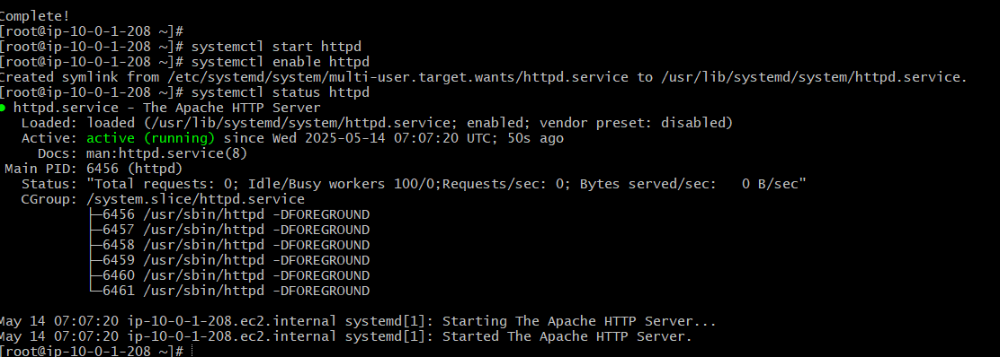 Complete!
[root@ip-10-0-1-208 ~]#
[root@ip-10-0-1-208 ~]# systemctl start httpd
[root@ip-10-0-1-208 ~]# systemctl enable httpd
Created symlink from /etc/systemd/system/multi-user.target.wants/httpd.service to /usr/lib/systemd/system/httpd.service.
[root@ip-10-0-1-208 ~]# systemctl status httpd
● httpd.service - The Apache HTTP Server
   Loaded: loaded (/usr/lib/systemd/system/httpd.service; enabled; vendor preset: disabled)
   Active: active (running) since Wed 2025-05-14 07:07:20 UTC; 50s ago
     Docs: man:httpd.service(8)
 Main PID: 6456 (httpd)
   Status: "Total requests: 0; Idle/Busy workers 100/0;Requests/sec: 0; Bytes served/sec:   0 B/sec"
   CGroup: /system.slice/httpd.service
           ├─6456 /usr/sbin/httpd -DFOREGROUND
           ├─6457 /usr/sbin/httpd -DFOREGROUND
           ├─6458 /usr/sbin/httpd -DFOREGROUND
           ├─6459 /usr/sbin/httpd -DFOREGROUND
           ├─6460 /usr/sbin/httpd -DFOREGROUND
           └─6461 /usr/sbin/httpd -DFOREGROUND

May 14 07:07:20 ip-10-0-1-208.ec2.internal systemd[1]: Starting The Apache HTTP Server...
May 14 07:07:20 ip-10-0-1-208.ec2.internal systemd[1]: Started The Apache HTTP Server.
[root@ip-10-0-1-208 ~]#